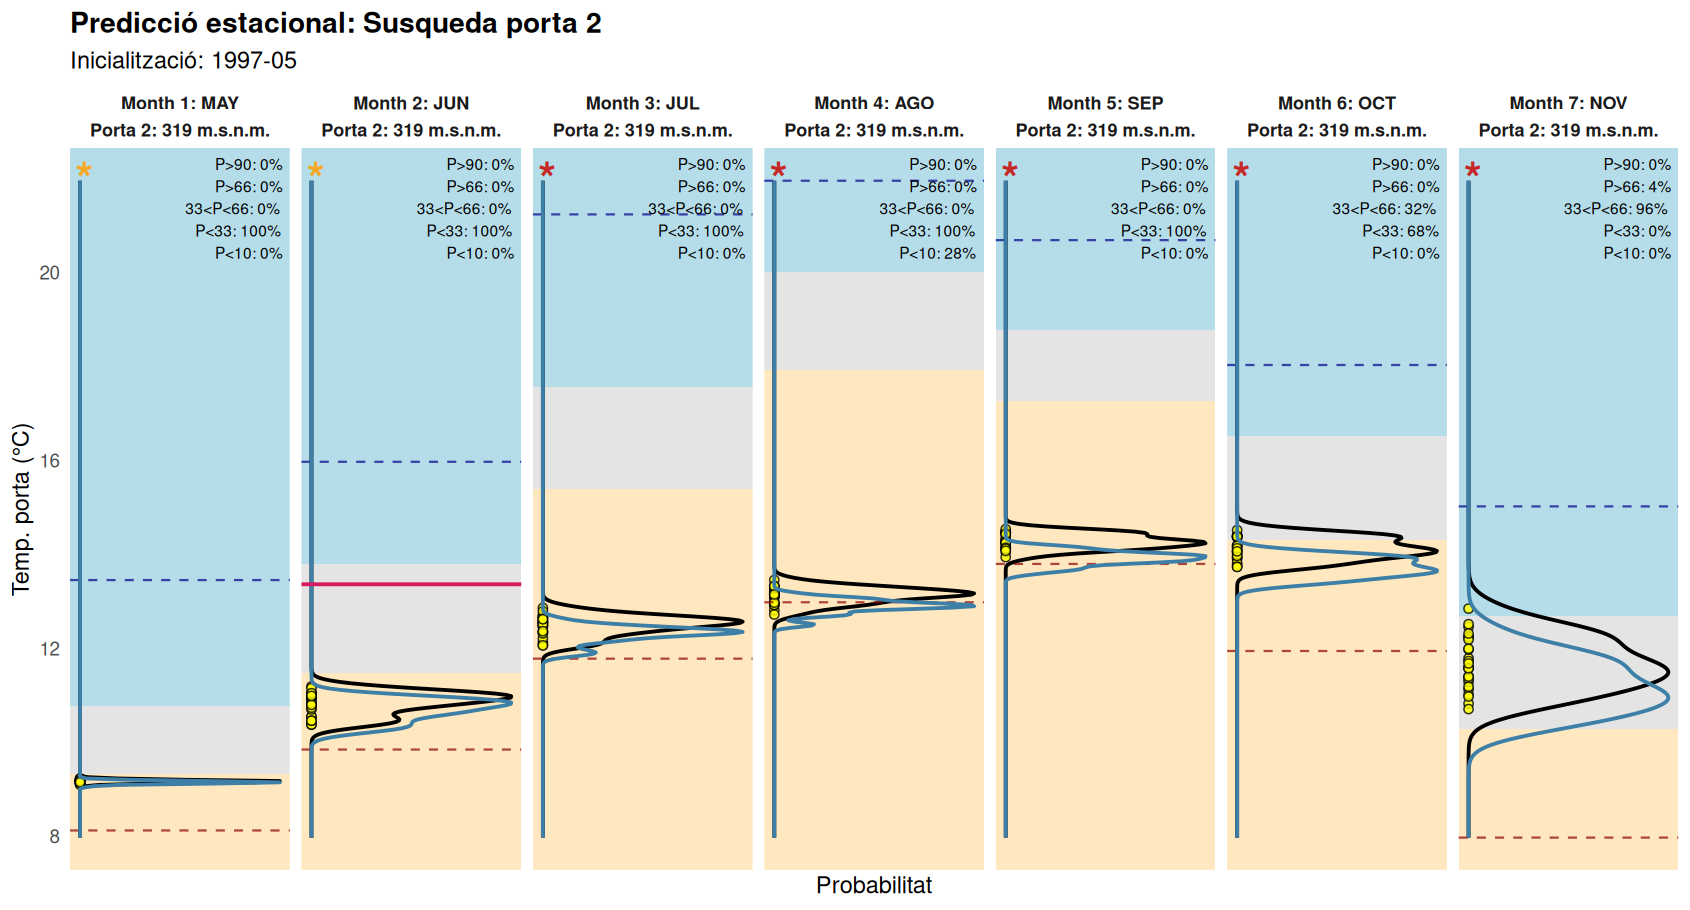 Predicció estacional: Susqueda porta 2
Inicialització: 1997-05
Month 1: MAY
Porta 2: 319 m.s.n.m.
Month 2: JUN
Porta 2: 319 m.s.n.m.
Month 3: JUL
Porta 2: 319 m.s.n.m.
Month 4: AGO
Porta 2: 319 m.s.n.m.
Month 5: SEP
Porta 2: 319 m.s.n.m.
Month 6: OCT
Porta 2: 319 m.s.n.m.
Month 7: NOV
Porta 2: 319 m.s.n.m.
*
P>90: 0%
P>66: 0%
33<P<66: 0%
P<33: 100%
P<10: 0%
*
P>90: 0%
P>66: 0%
33<P<66: 0%
P<33: 100%
P<10: 0%
*
P>90: 0%
P>66: 0%
33<P<66: 0%
P<33: 100%
P<10: 0%
*
P>90: 0%
P>66: 0%
33<P<66: 0%
P<33: 100%
P<10: 28%
*
P>90: 0%
P>66: 0%
33<P<66: 0%
P<33: 100%
P<10: 0%
*
P>90: 0%
P>66: 0%
33<P<66: 32%
P<33: 68%
P<10: 0%
*
P>90: 0%
P>66: 4%
33<P<66: 96%
P<33: 0%
P<10: 0%
20
16
12
8
Temp. porta (°C)
Probabilitat